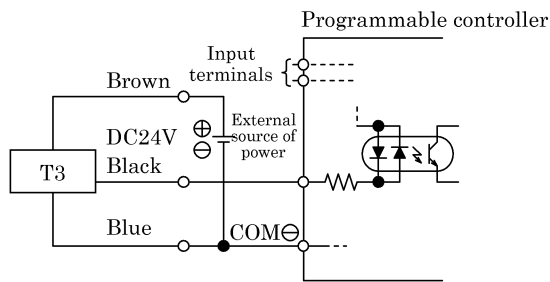 Programmable controller
Input
terminals
Brown
DC24V
⊕
⊖
External
source of
power
T3
Black
Blue
COM⊖